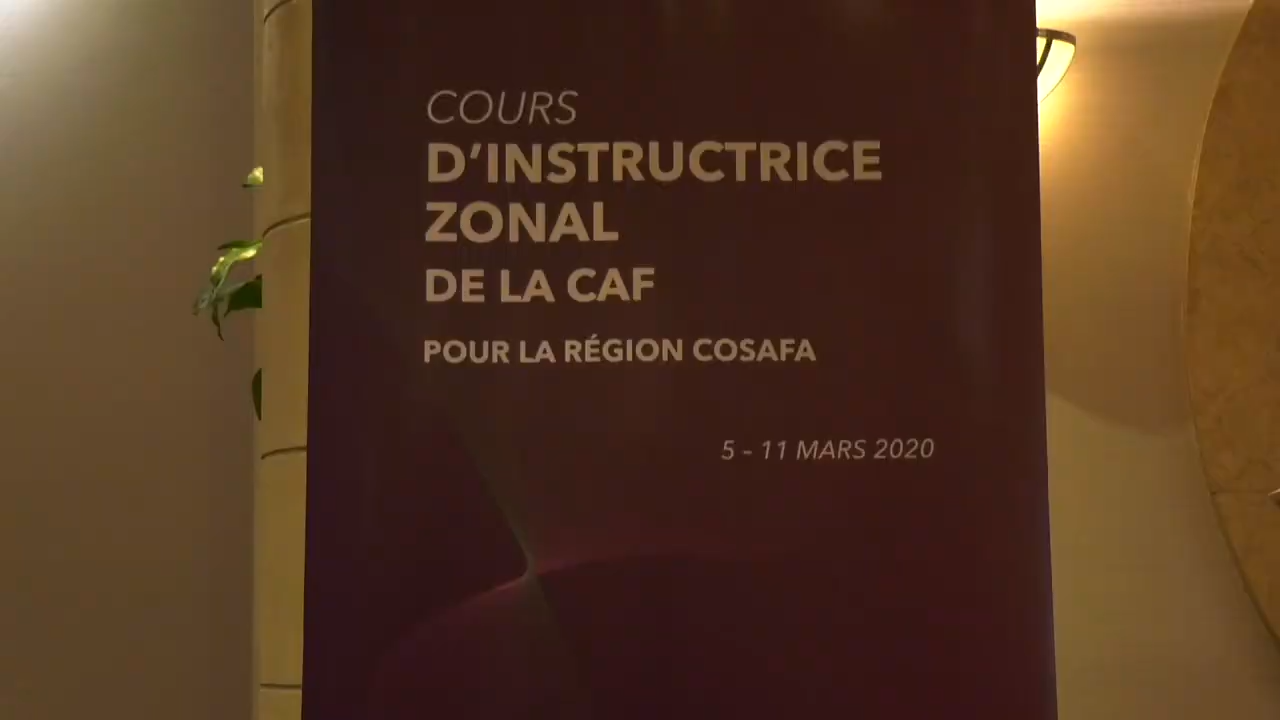 COURS
D'INSTRUCTRICE
ZONAL
DE LA CAF
POUR LA RÉGION COSAFA
5 - 11 MARS 2020